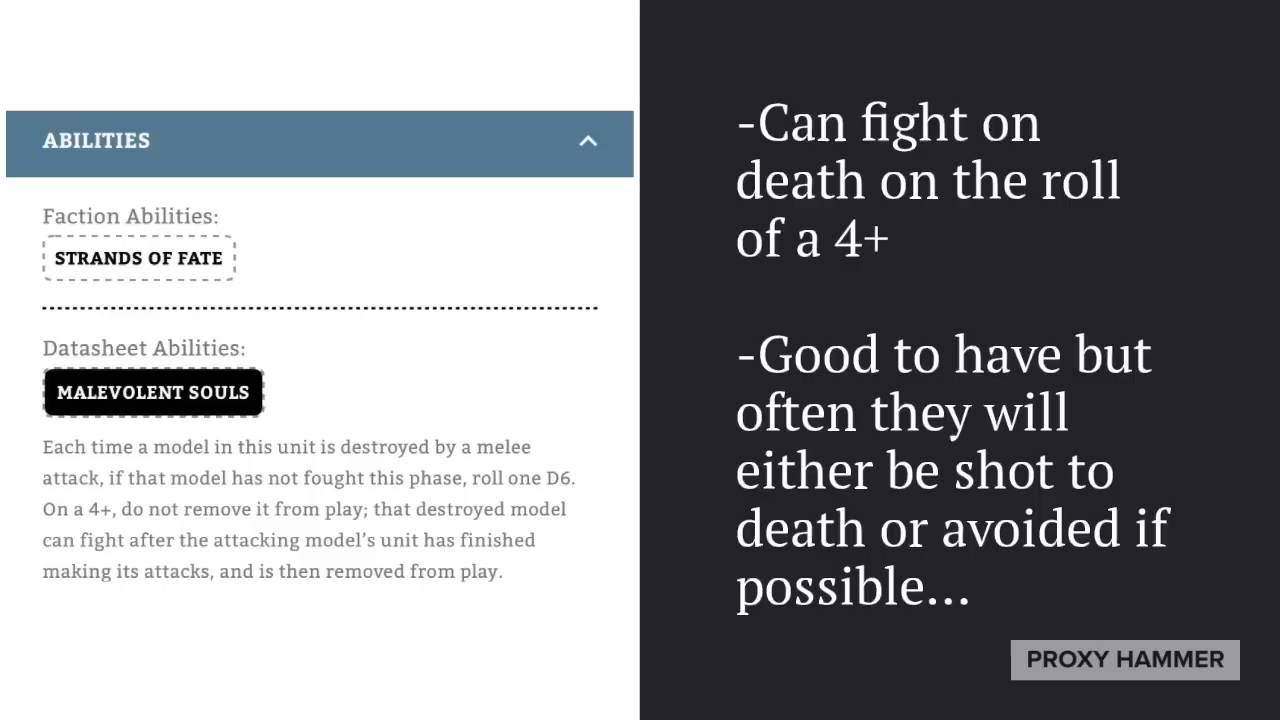 ABILITIES
Faction Abilities:
STRANDS OF FATE
Datasheet Abilities:
MALEVOLENT SOULS
Each time a model in this unit is destroyed by a melee
attack, if that model has not fought this phase, roll one D6.
On a 4+, do not remove it from play; that destroyed model
can fight after the attacking model's unit has finished
making its attacks, and is then removed from play.
-Can fight on
death on the roll
of a 4+
-Good to have but
often they will
either be shot to
death or avoided if
possible...
PROXY HAMMER